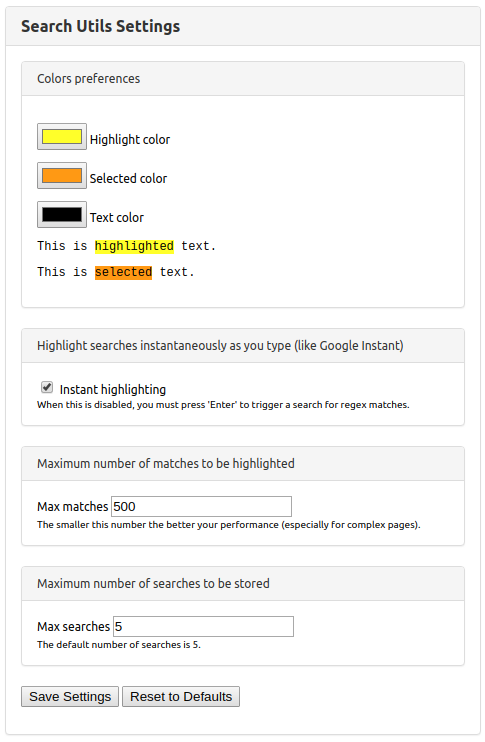 Search Utils Settings
Colors preferences
Highlight color
Selected color
Text color
This is highlighted text.
This is selected text.
Highlight searches instantaneously as you type (like Google Instant)
Instant highlighting
When this is disabled, you must press 'Enter' to trigger a search for regex matches.
Maximum number of matches to be highlighted
Max matches 500
The smaller this number the better your performance (especially for complex pages).
Maximum number of searches to be stored
Max searches 5
The default number of searches is 5.
Save Settings Reset to Defaults